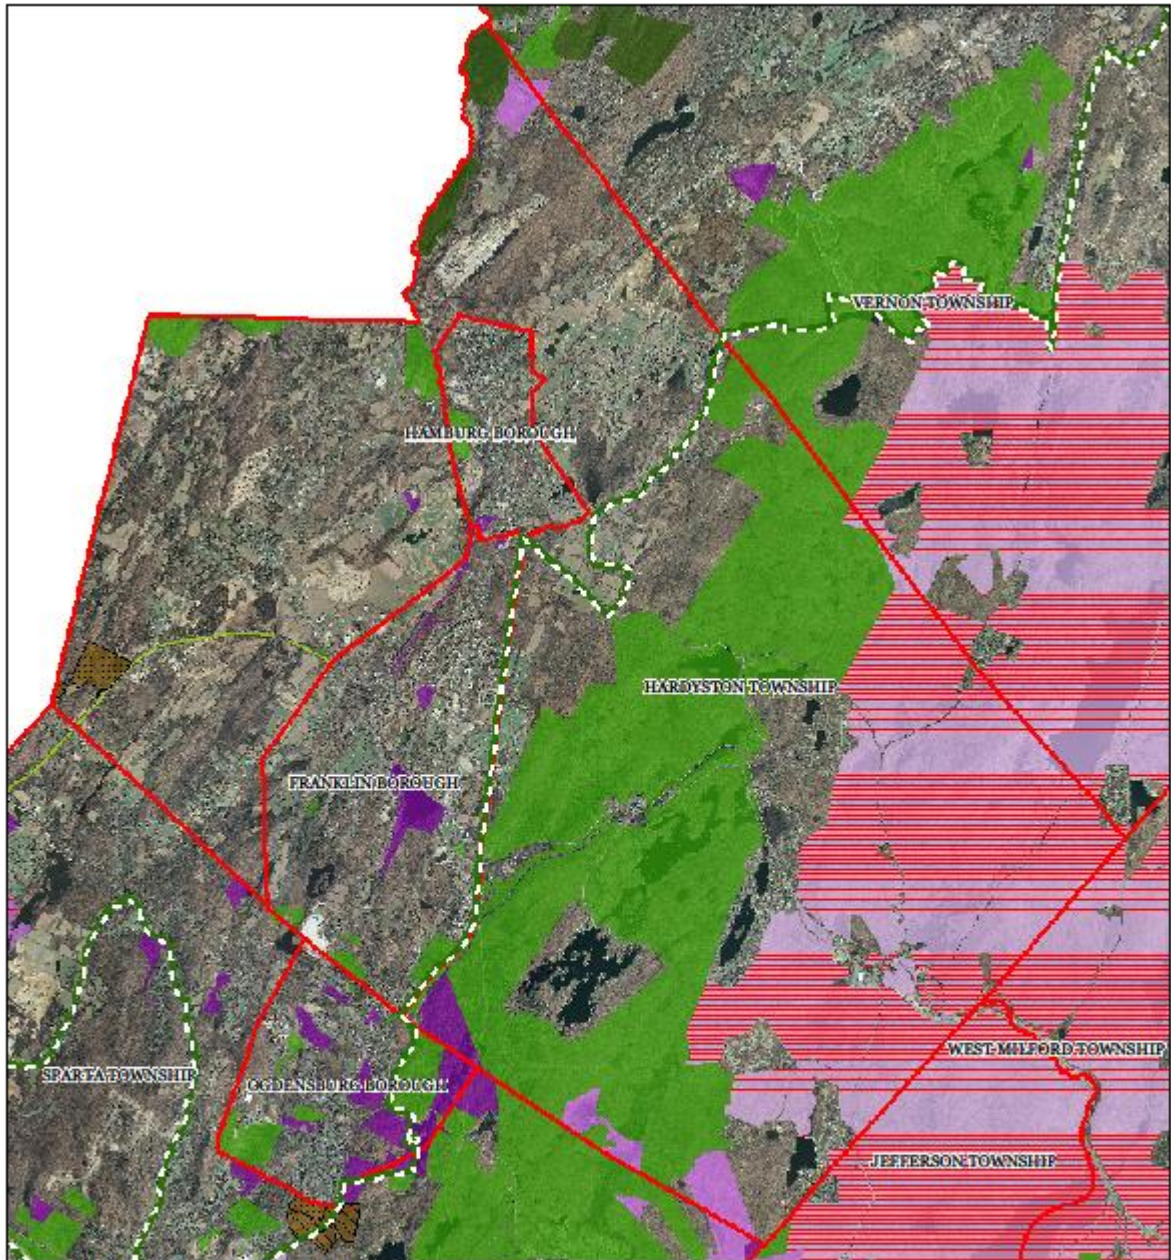 VERNON TOWNSHIP
HAMBURG BOROUGH
HARDYSTON TOWNSHIP
FRANKLIN BOROUGH
WEST MILFORD TOWNSHIP
SPARTA TOWNSHIP
OGDENSBURG BOROUGH
JEFFERSON TOWNSHIP